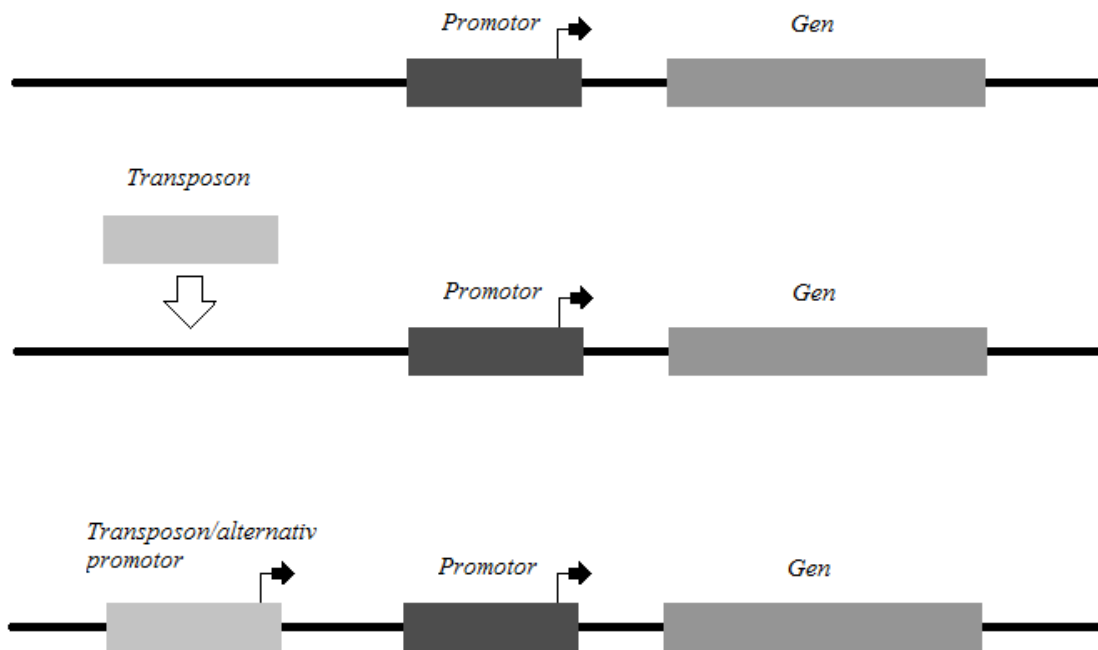 Promotor
Gen
Transposon
Promotor
Gen
Transposon/alternativ
promotor
Promotor
Gen